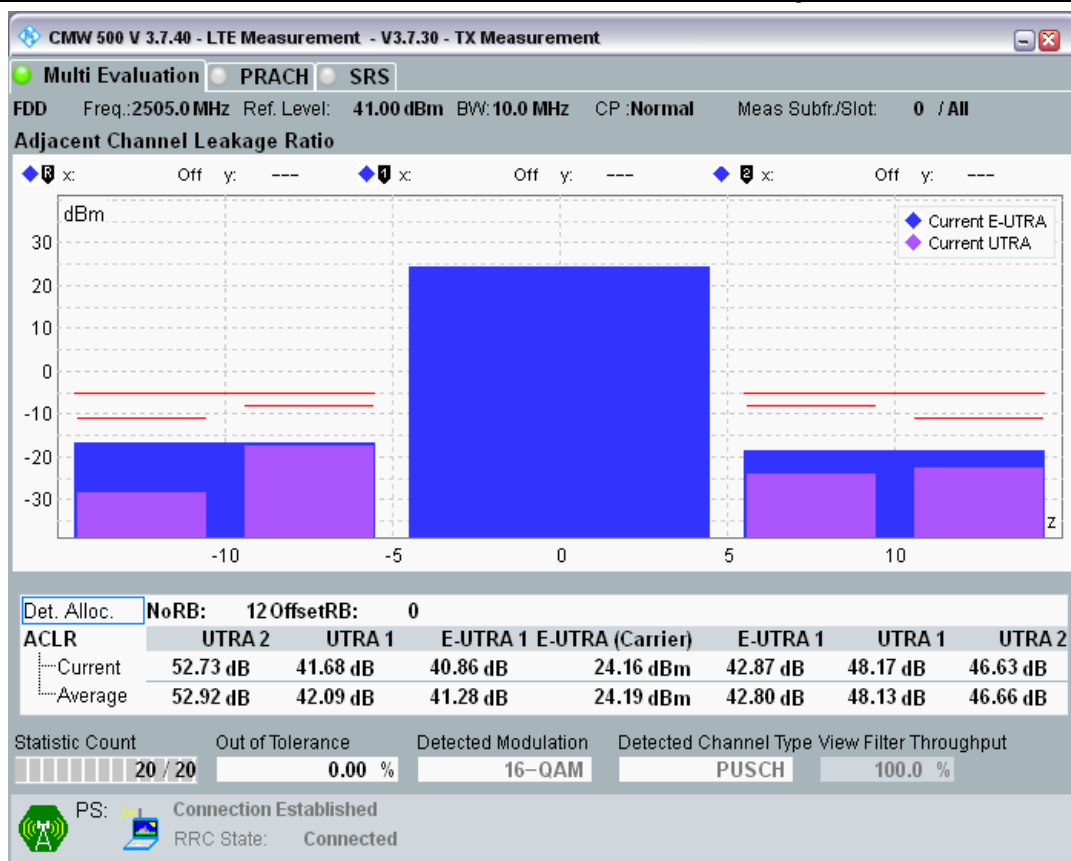 CMW 500 V 3.7.40 - LTE Measurement - V3.7.30 - TX Measurement
Multi Evaluation PRACH SRS
FDD Freq.:2505.0 MHz Ref. Level: 41.00 dBm BW:10.0 MHz CP :Normal Meas Subfr./Slot: 0 / All
Adjacent Channel Leakage Ratio
R x: Off y: --- 1 x: Off y: --- 2 x: Off y: ---
dBm
Current E-UTRA
Current UTRA
30
20
10
0
-10
-20
-30
z
-10 -5 0 5 10
Det. Alloc. NoRB: 12 OffsetRB: 0
ACLR UTRA 2 UTRA 1 E-UTRA 1 E-UTRA (Carrier) E-UTRA 1 UTRA 1 UTRA 2
Current 52.73 dB 41.68 dB 40.86 dB 24.16 dBm 42.87 dB 48.17 dB 46.63 dB
Average 52.92 dB 42.09 dB 41.28 dB 24.19 dBm 42.80 dB 48.13 dB 46.66 dB
Statistic Count Out of Tolerance Detected Modulation Detected Channel Type View Filter Throughput
20 / 20 0.00 % 16-QAM PUSCH 100.0 %
PS: Connection Established
RRC State: Connected